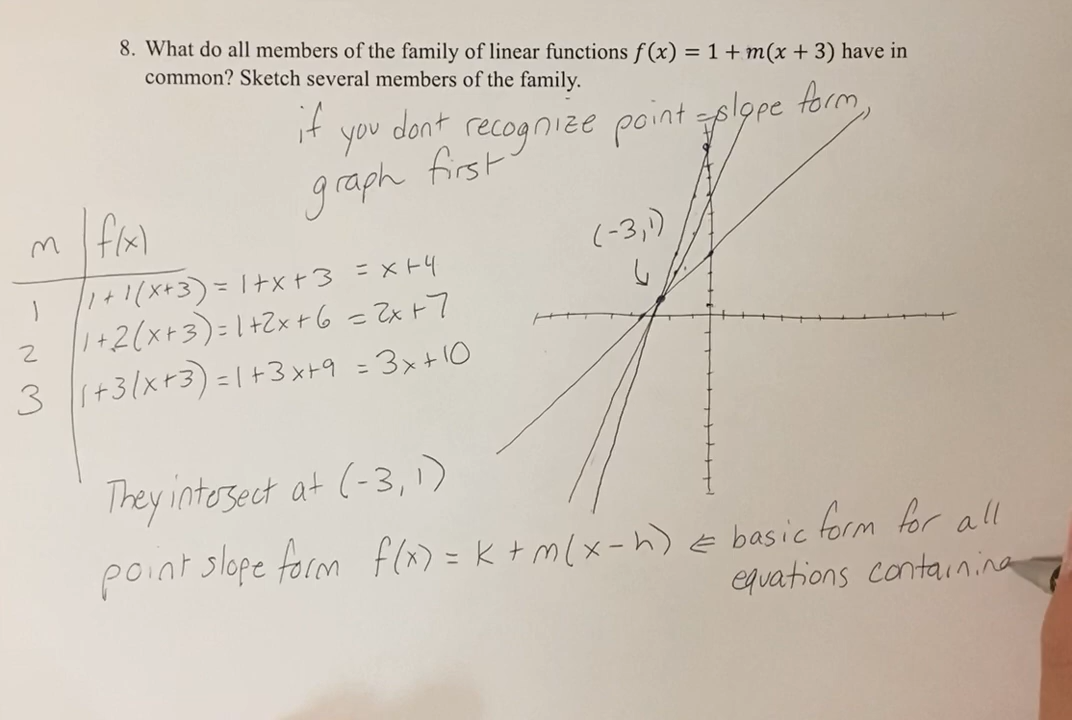 8. What do all members of the family of linear functions f(x) = 1 + m(x + 3) have in
common? Sketch several members of the family.
if you dont recognize point-slope form,
graph first
(-3,1)
m f(x)
1 1+1(x+3) = 1+x+3 = x+4
2 1+2(x+3) = 1+2x+6 = 2x+7
3 1+3(x+3) = 1+3x+9 = 3x+10
They intersect at (-3,1)
point slope form f(x) = k + m(x-h) ⇐ basic form for all
equations containing